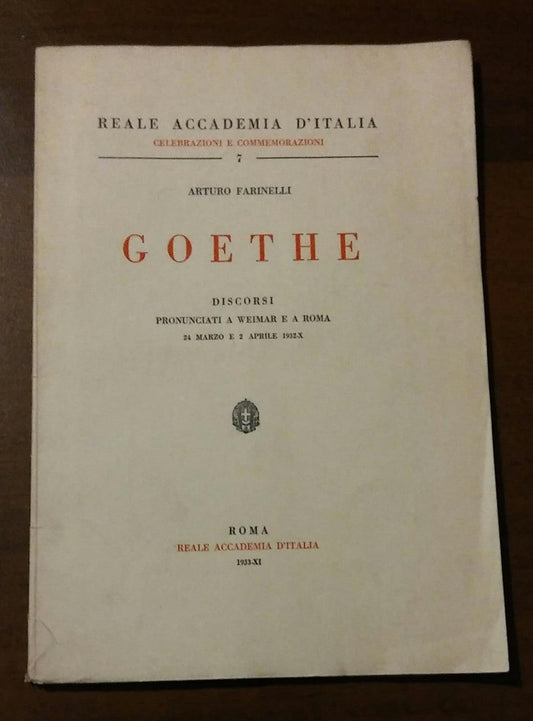 REALE ACCADEMIA D'ITALIA
CELEBRAZIONI E COMMEMORAZIONI
7
ARTURO FARINELLI
GOETHE
DISCORSI
PRONUNCIATI A WEIMAR E A ROMA
24 MARZO E 2 APRILE 1932-X
ROMA
REALE ACCADEMIA D'ITALIA
1933-XI